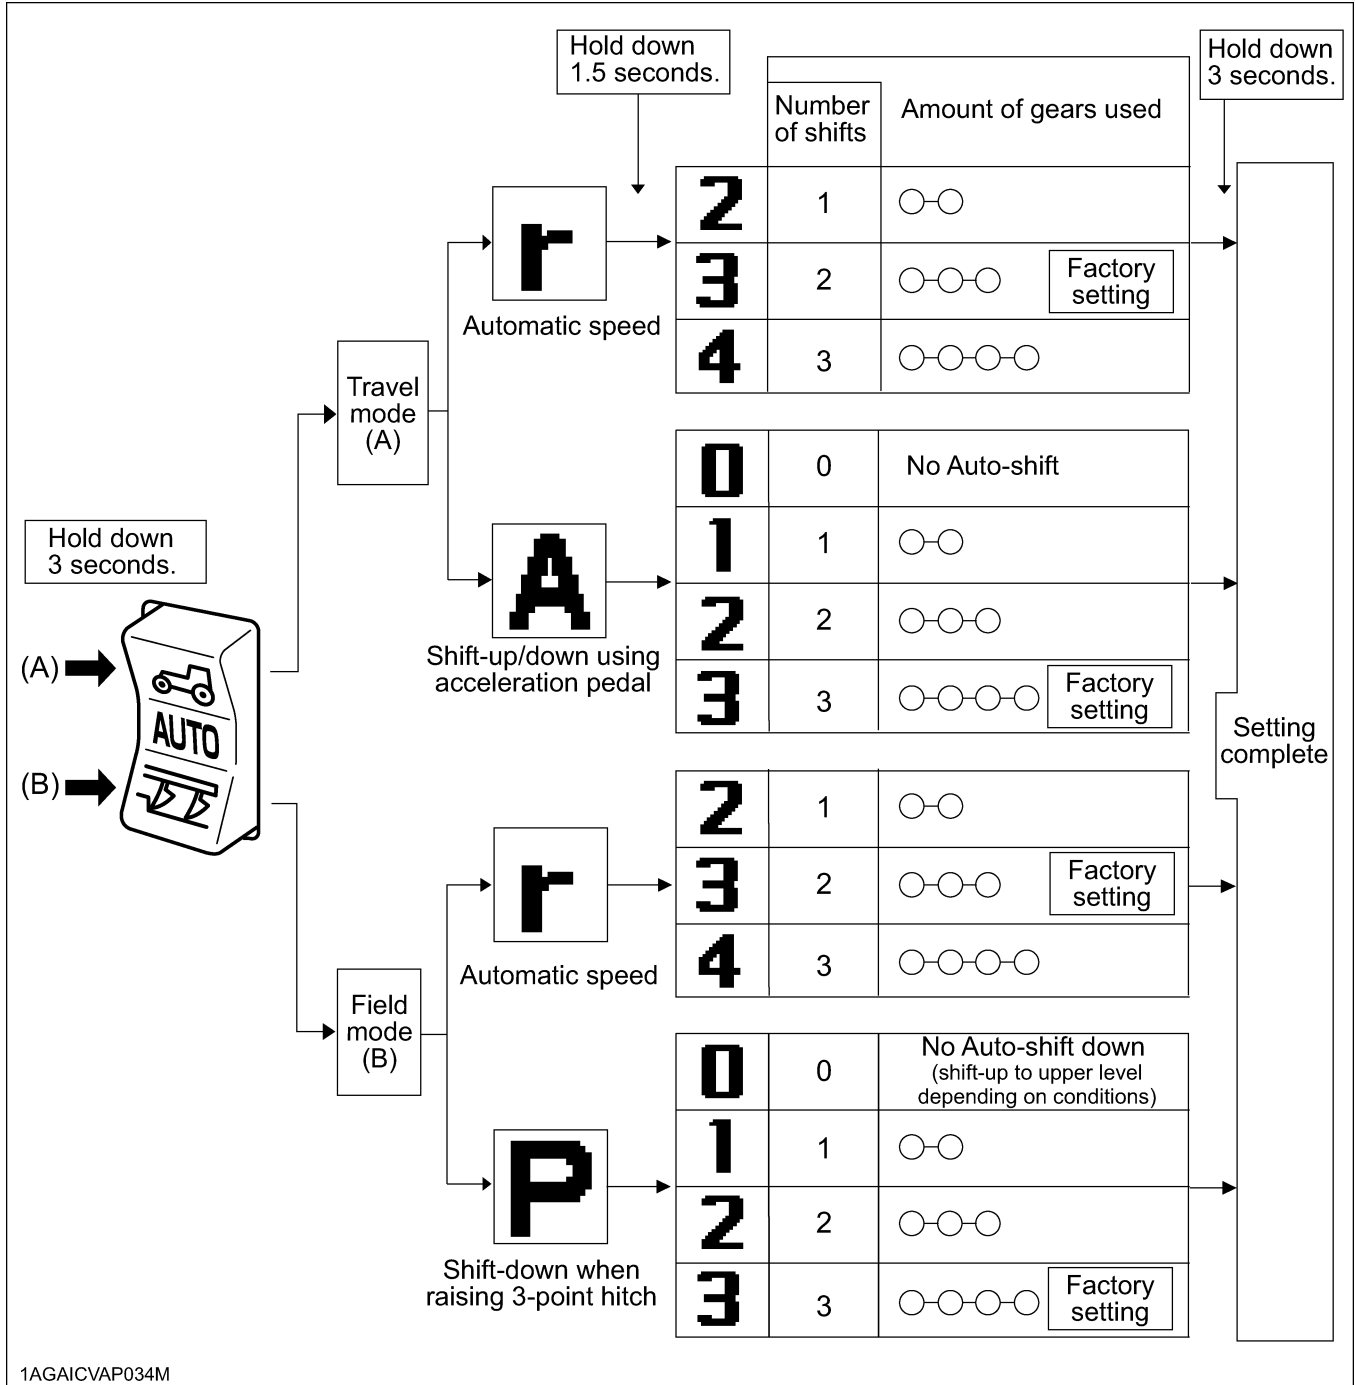 Hold down
1.5 seconds.
Hold down
3 seconds.
Number
of shifts
Amount of gears used
r
Automatic speed
2
1
3
2
Factory
setting
4
3
Travel
mode
(A)
A
Shift-up/down using
acceleration pedal
0
0
No Auto-shift
1
1
2
2
3
3
Factory
setting
Hold down
3 seconds.
(A)
AUTO
(B)
Setting
complete
r
Automatic speed
2
1
3
2
Factory
setting
4
3
Field
mode
(B)
P
Shift-down when
raising 3-point hitch
0
0
No Auto-shift down
(shift-up to upper level
depending on conditions)
1
1
2
2
3
3
Factory
setting
1AGAICVAP034M